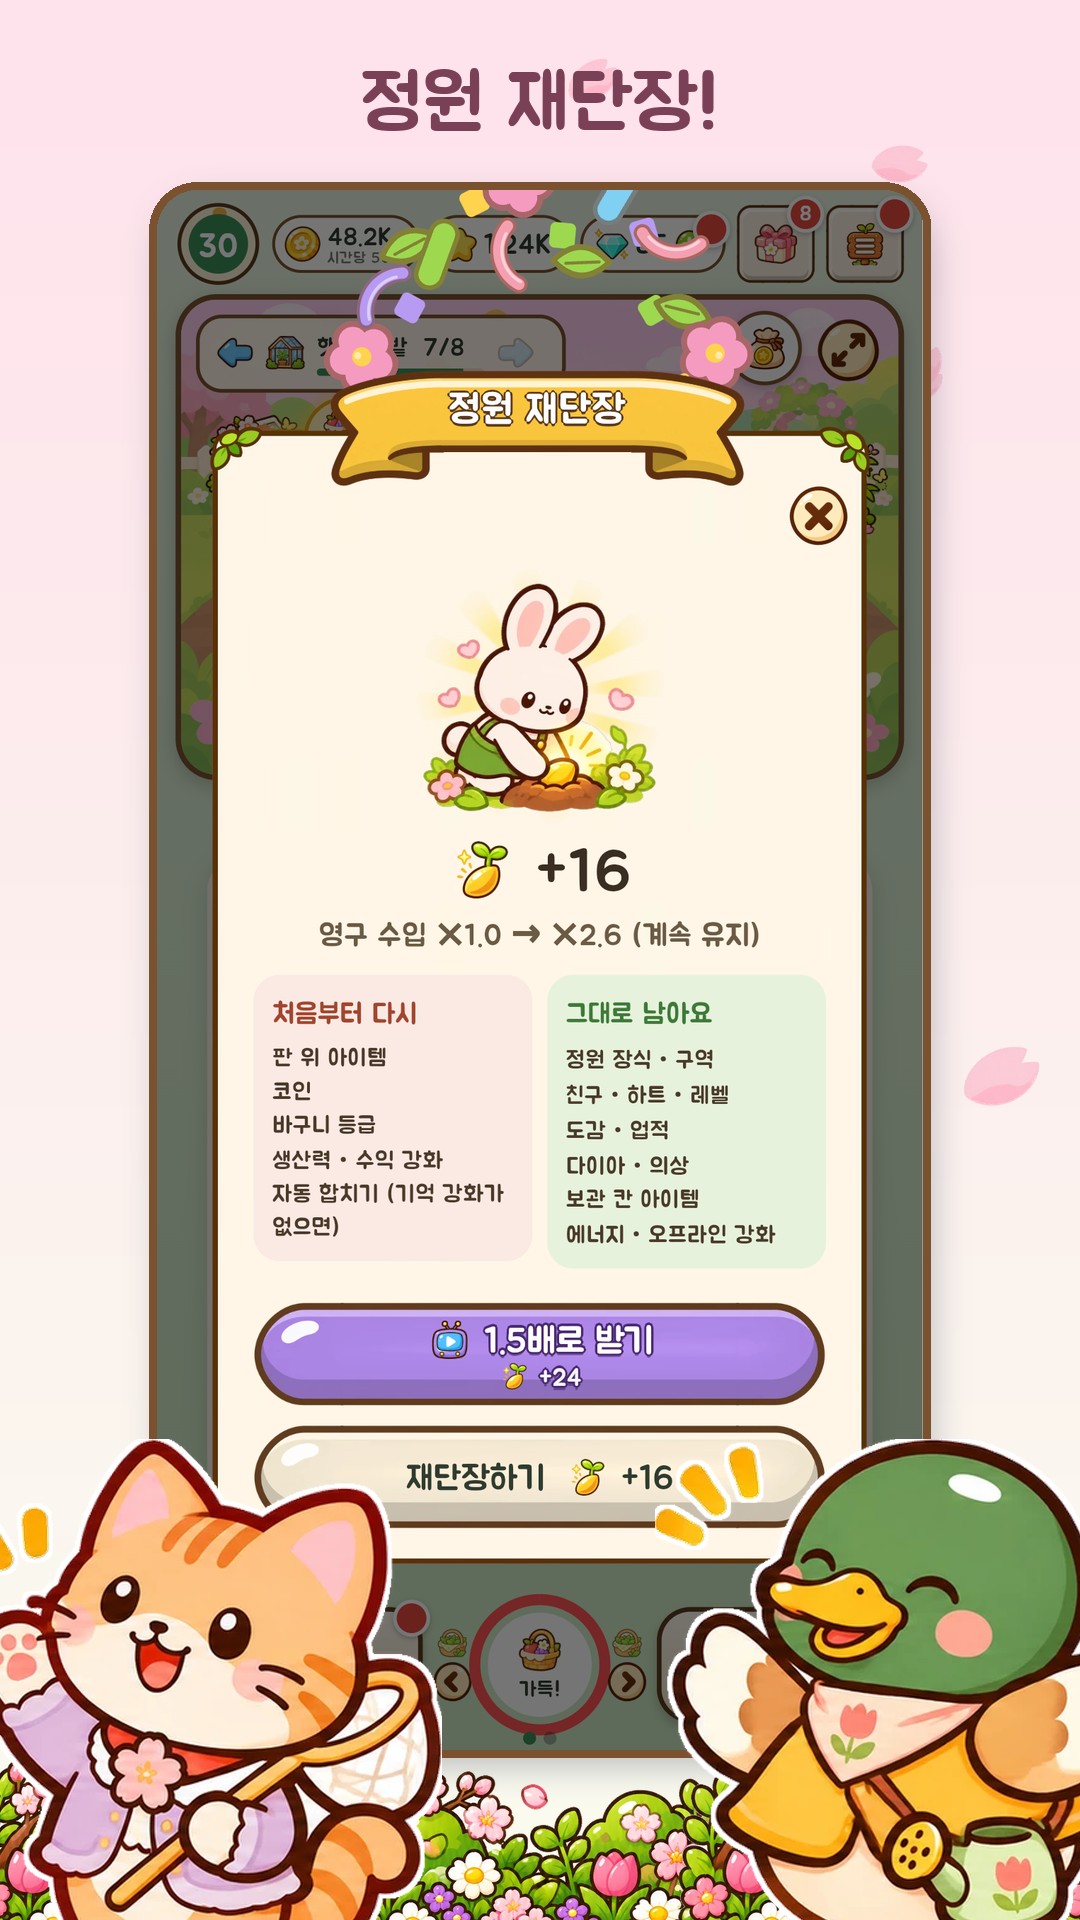 정원 재단장!
30
48.2K
시간당
24K
8
7/8
정원 재단장
+16
영구 수입 ×1.0 → ×2.6 (계속 유지)
처음부터 다시
판 위 아이템
코인
바구니 등급
생산력 • 수익 강화
자동 합치기 (기억 강화가
없으면)
그대로 남아요
정원 장식 • 구역
친구 • 하트 • 레벨
도감 • 업적
다이아 • 의상
보관 칸 아이템
에너지 • 오프라인 강화
1.5배로 받기
+24
재단장하기 +16
가득!